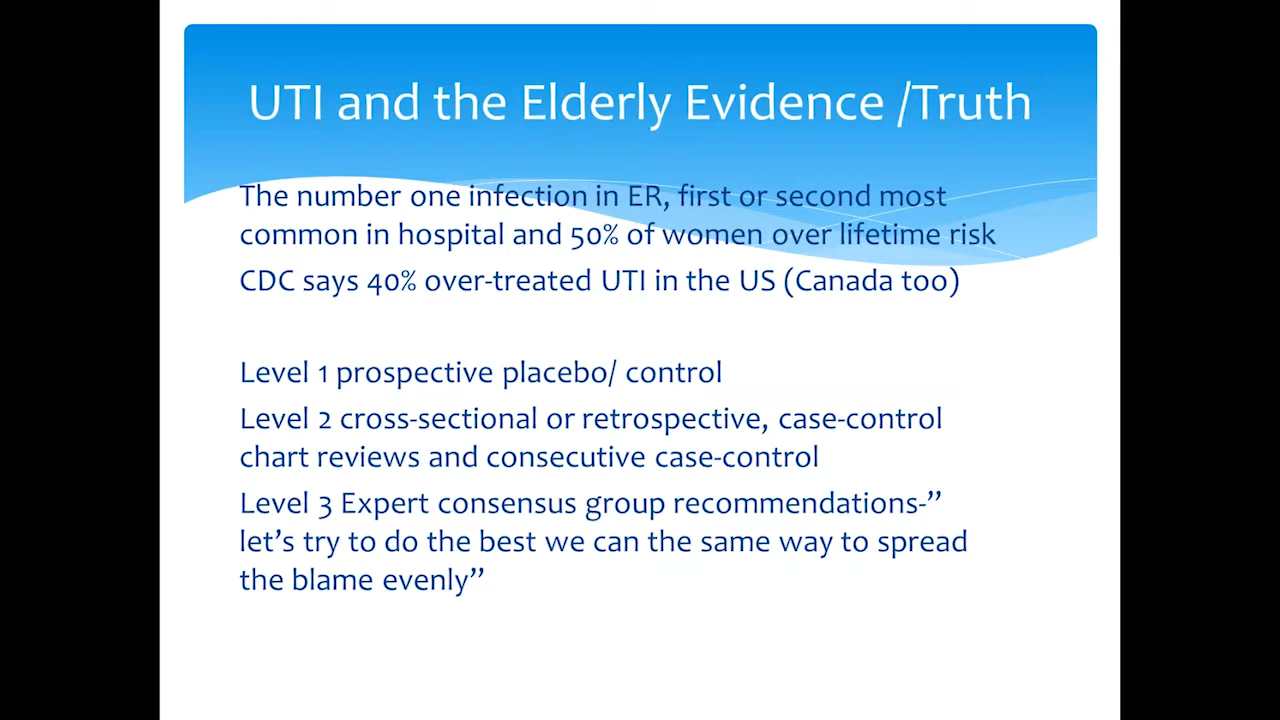 UTI and the Elderly Evidence /Truth
The number one infection in ER, first or second most
common in hospital and 50% of women over lifetime risk
CDC says 40% over-treated UTI in the US (Canada too)
Level 1 prospective placebo/ control
Level 2 cross-sectional or retrospective, case-control
chart reviews and consecutive case-control
Level 3 Expert consensus group recommendations-”
let’s try to do the best we can the same way to spread
the blame evenly”